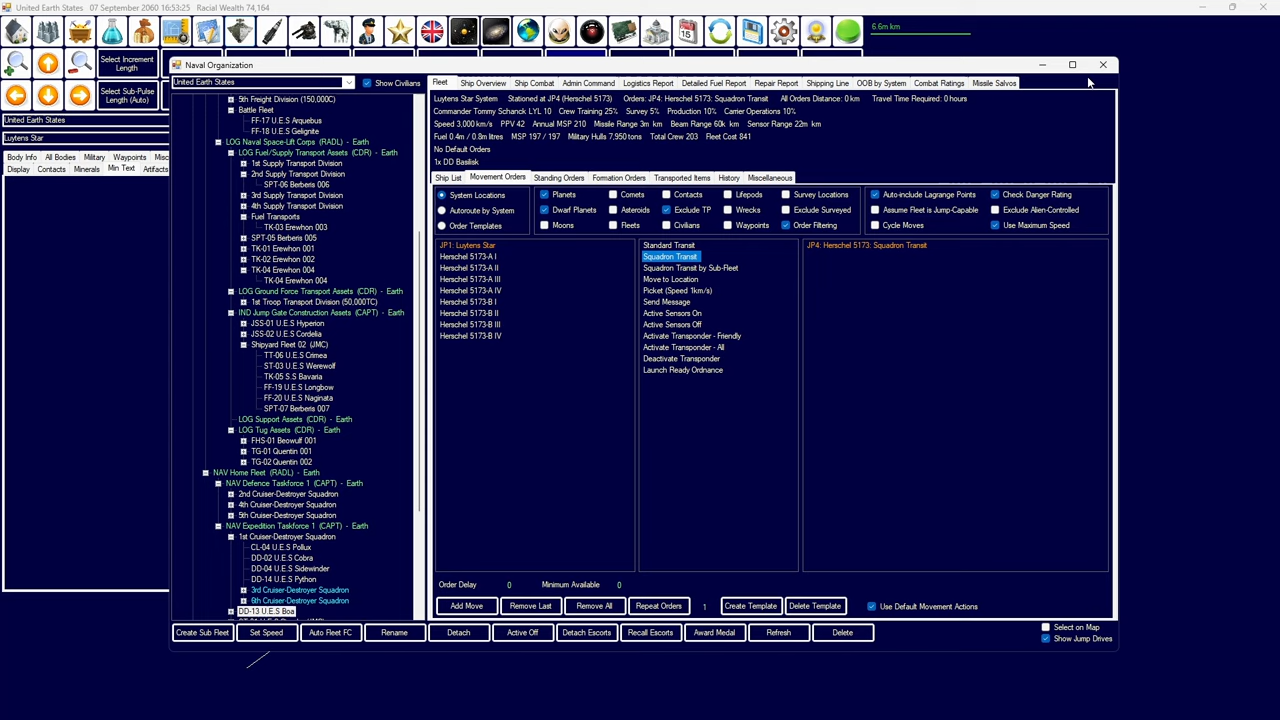 United Earth States 07 September 2060 16:53:25 Racial Wealth 74,164
6.6m km
Select Increment Length
Select Sub-Pulse Length (Auto)
United Earth States
Luytens Star
Body Info All Bodies Military Waypoints Misc
Display Contacts Minerals Min Text Artifacts
Naval Organization
United Earth States
Show Civilians
5th Freight Division (150,000C)
Battle Fleet
FF-17 U.E.S Arquebus
FF-18 U.E.S Gelignite
LOG Naval Space-Lift Corps (RADL) - Earth
LOG Fuel/Supply Transport Assets (CDR) - Earth
1st Supply Transport Division
2nd Supply Transport Division
SPT-06 Berberis 006
3rd Supply Transport Division
4th Supply Transport Division
Fuel Transports
TK-03 Erewhon 003
SPT-05 Berberis 005
TK-01 Erewhon 001
TK-02 Erewhon 002
TK-04 Erewhon 004
TK-04 Erewhon 004
LOG Ground Force Transport Assets (CDR) - Earth
1st Troop Transport Division (50,000TC)
IND Jump Gate Construction Assets (CAPT) - Earth
JSS-01 U.E.S Hyperion
JSS-02 U.E.S Cordelia
Shipyard Fleet 02 (JMC)
TT-06 U.E.S Crimea
ST-03 U.E.S Werewolf
TK-05 S.S Bavaria
FF-19 U.E.S Longbow
FF-20 U.E.S Naginata
SPT-07 Berberis 007
LOG Support Assets (CDR) - Earth
LOG Tug Assets (CDR) - Earth
FHS-01 Beowulf 001
TG-01 Quentin 001
TG-02 Quentin 002
NAV Home Fleet (RADL) - Earth
NAV Defence Taskforce 1 (CAPT) - Earth
2nd Cruiser-Destroyer Squadron
4th Cruiser-Destroyer Squadron
5th Cruiser-Destroyer Squadron
NAV Expedition Taskforce 1 (CAPT) - Earth
1st Cruiser-Destroyer Squadron
CL-04 U.E.S Pollux
DD-02 U.E.S Cobra
DD-04 U.E.S Sidewinder
DD-14 U.E.S Python
3rd Cruiser-Destroyer Squadron
6th Cruiser-Destroyer Squadron
DD-13 U.E.S Boa
Fleet Ship Overview Ship Combat Admin Command Logistics Report Detailed Fuel Report Repair Report Shipping Line OOB by System Combat Ratings Missile Salvos
Luytens Star System Stationed at JP4 (Herschel 5173) Orders: JP4: Herschel 5173: Squadron Transit All Orders Distance: 0 km Travel Time Required: 0 hours
Commander Tommy Schanck LYL 10 Crew Training 25% Survey 5% Production 10% Carrier Operations 10%
Speed 3,000 km/s PPV 42 Annual MSP 210 Missile Range 3m km Beam Range 60k km Sensor Range 22m km
Fuel 0.4m / 0.8m litres MSP 197 / 197 Military Hulls 7,950 tons Total Crew 203 Fleet Cost 841
No Default Orders
1x DD Basilisk
Ship List Movement Orders Standing Orders Formation Orders Transported Items History Miscellaneous
System Locations Planets Comets Contacts Lifepods Survey Locations Auto-include Lagrange Points Check Danger Rating
Autoroute by System Dwarf Planets Asteroids Exclude TP Wrecks Exclude Surveyed Assume Fleet is Jump-Capable Exclude Alien-Controlled
Order Templates Moons Fleets Civilians Waypoints Order Filtering Cycle Moves Use Maximum Speed
JP1: Luytens Star
Herschel 5173-A I
Herschel 5173-A II
Herschel 5173-A III
Herschel 5173-A IV
Herschel 5173-B I
Herschel 5173-B II
Herschel 5173-B III
Herschel 5173-B IV
Standard Transit
Squadron Transit
Squadron Transit by Sub-Fleet
Move to Location
Picket (Speed 1km/s)
Send Message
Active Sensors On
Active Sensors Off
Activate Transponder - Friendly
Activate Transponder - All
Deactivate Transponder
Launch Ready Ordnance
JP4: Herschel 5173: Squadron Transit
Order Delay 0 Minimum Available 0
Add Move Remove Last Remove All Repeat Orders 1 Create Template Delete Template Use Default Movement Actions
Create Sub Fleet Set Speed Auto Fleet FC Rename Detach Active Off Detach Escorts Recall Escorts Award Medal Refresh Delete
Select on Map
Show Jump Drives